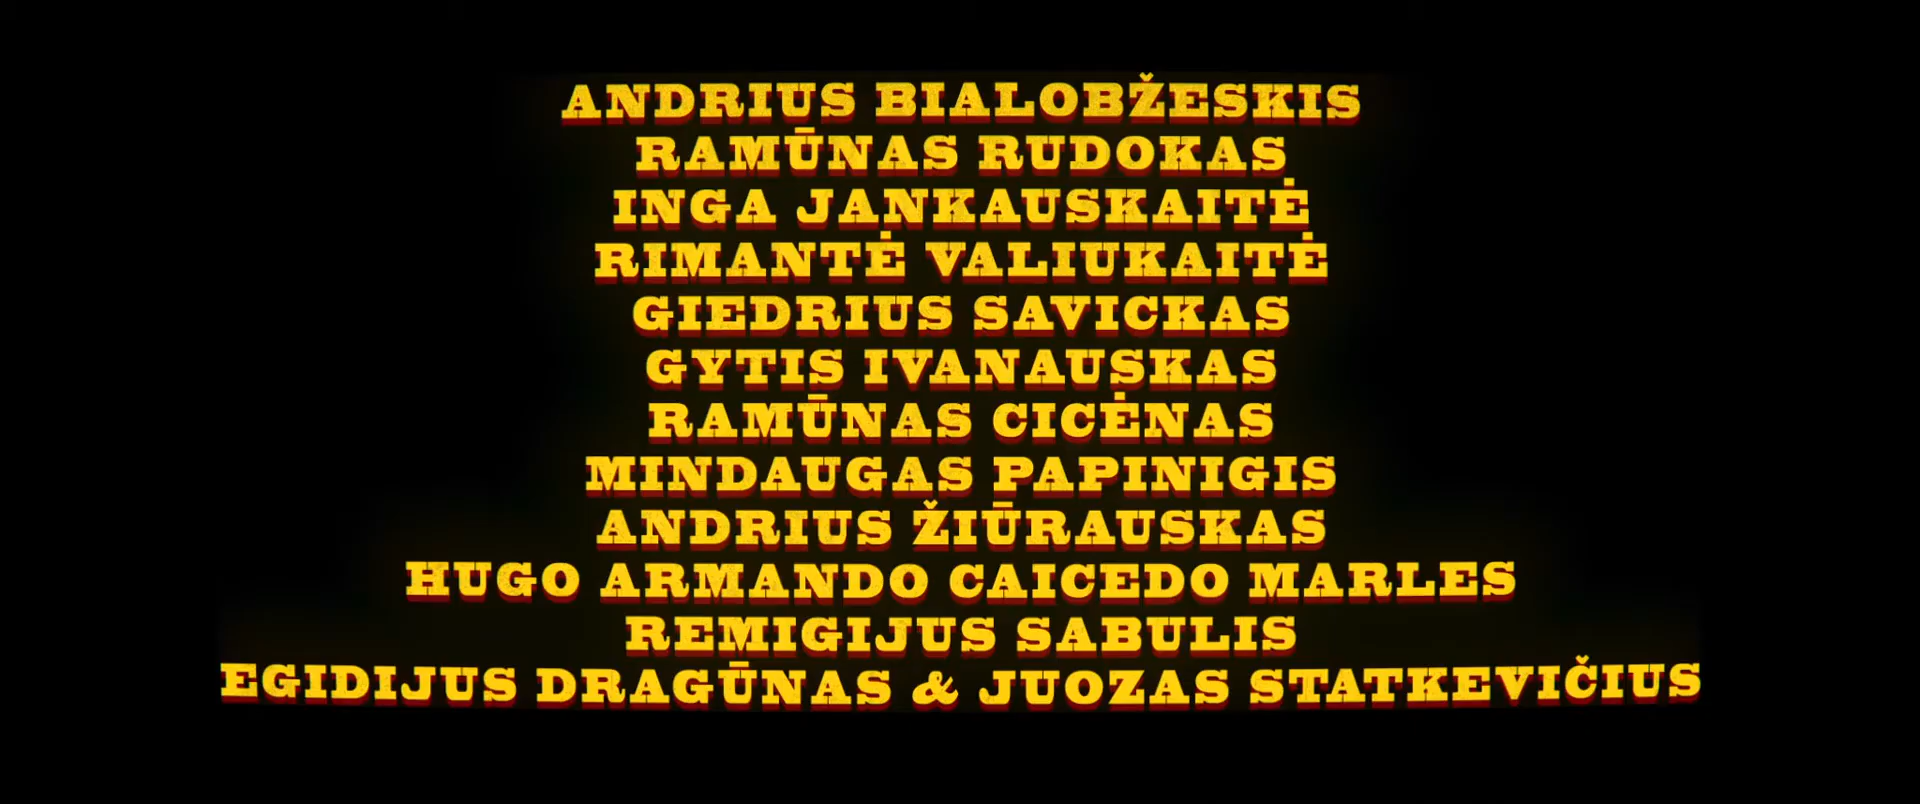 ANDRIUS BIALOBŽESKIS
RAMŪNAS RUDOKAS
INGA JANKAUSKAITĖ
RIMANTĖ VALIUKAITĖ
GIEDRIUS SAVICKAS
GYTIS IVANAUSKAS
RAMŪNAS CICĖNAS
MINDAUGAS PAPINIGIS
ANDRIUS ŽIŪRAUSKAS
HUGO ARMANDO CAICEDO MARLES
REMIGIJUS SABULIS
EGIDIJUS DRAGŪNAS & JUOZAS STATKEVIČIUS